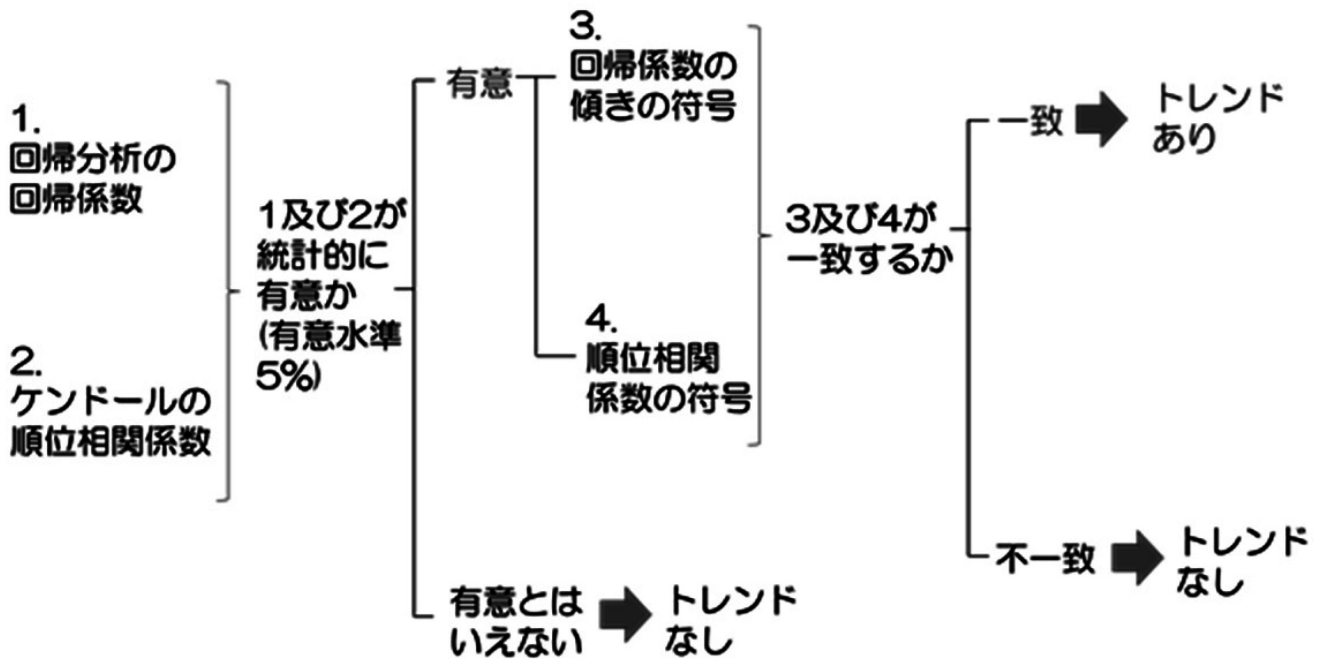 1.
回帰分析の
回帰係数
2.
ケンドールの
順位相関係数
1及び2が
統計的に
有意か
(有意水準
5%)
有意
3.
回帰係数の
傾きの符号
4.
順位相関
係数の符号
3及び4が
一致するか
一致
トレンド
あり
不一致
トレンド
なし
有意とは
いえない
トレンド
なし